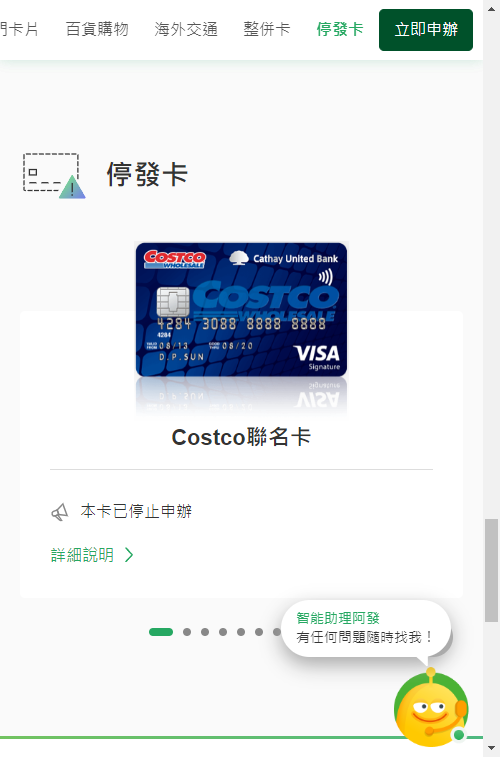 門卡片 百貨購物 海外交通 整併卡 停發卡 立即申辦
停發卡
COSTCO WHOLESALE
Cathay United Bank
COSTCO
WHOLESALE
4284 3088 8888 8888
4284
08/13 08/20
D.P.SUN
VISA
Signature
Costco聯名卡
本卡已停止申辦
詳細說明
智能助理阿發
有任何問題隨時找我！